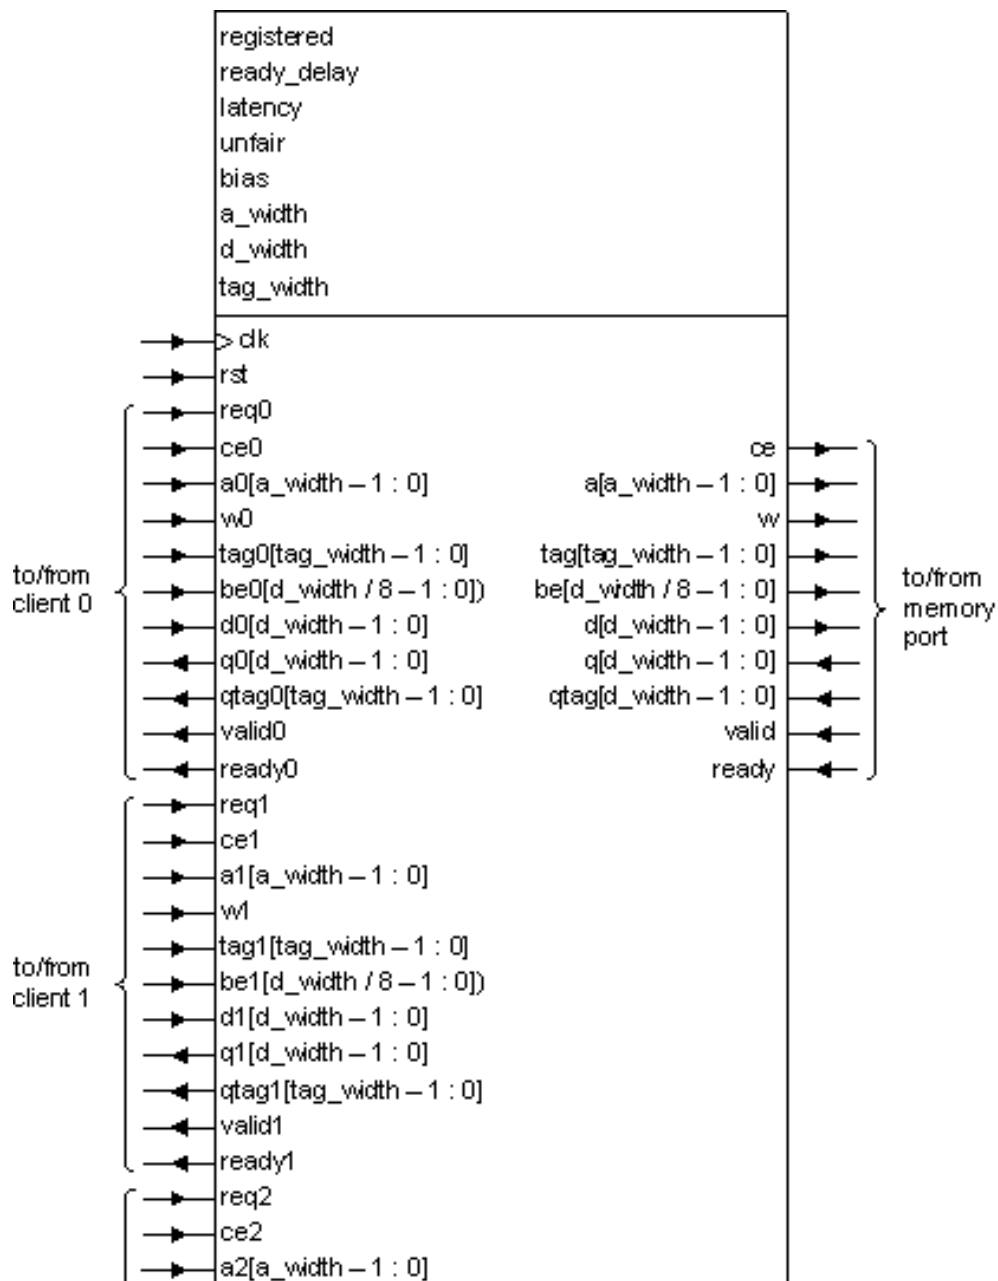 registered
ready_delay
latency
unfair
bias
a_width
d_width
tag_width
clk
rst
to/from
client 0
req0
ce0
a0[a_width – 1 : 0]
w0
tag0[tag_width – 1 : 0]
be0[d_width / 8 – 1 : 0])
d0[d_width – 1 : 0]
q0[d_width – 1 : 0]
qtag0[tag_width – 1 : 0]
valid0
ready0
ce
a[a_width – 1 : 0]
w
tag[tag_width – 1 : 0]
be[d_width / 8 – 1 : 0]
d[d_width – 1 : 0]
q[d_width – 1 : 0]
qtag[d_width – 1 : 0]
valid
ready
to/from
memory
port
to/from
client 1
req1
ce1
a1[a_width – 1 : 0]
w1
tag1[tag_width – 1 : 0]
be1[d_width / 8 – 1 : 0])
d1[d_width – 1 : 0]
q1[d_width – 1 : 0]
qtag1[tag_width – 1 : 0]
valid1
ready1
req2
ce2
a2[a_width – 1 : 0]